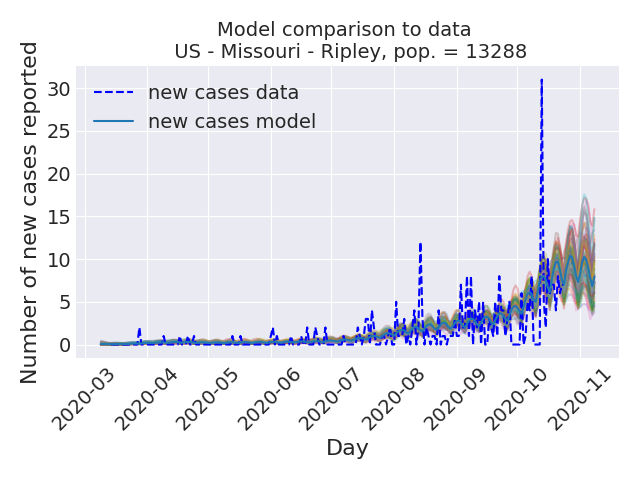 Model comparison to data
US - Missouri - Ripley, pop. = 13288
new cases data
new cases model
Number of new cases reported
30
25
20
15
10
5
0
2020-03
2020-04
2020-05
2020-06
2020-07
2020-08
2020-09
2020-10
2020-11
Day